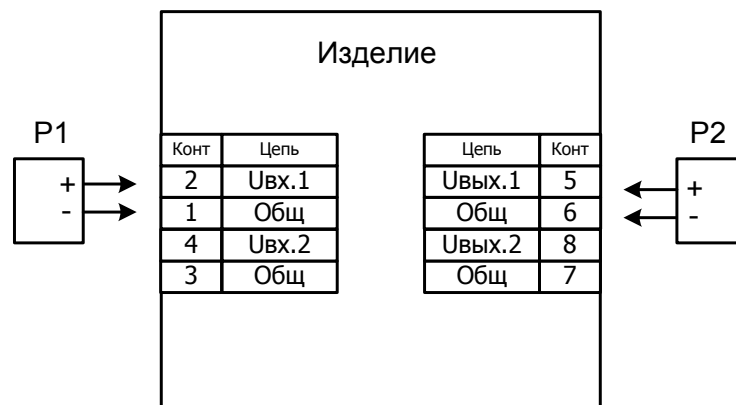 Изделие
P1
P2
Конт Цепь
Цепь Конт
+ 2 Uвх.1
Uвых.1 5 +
- 1 Общ
Общ 6 -
4 Uвх.2
Uвых.2 8
3 Общ
Общ 7